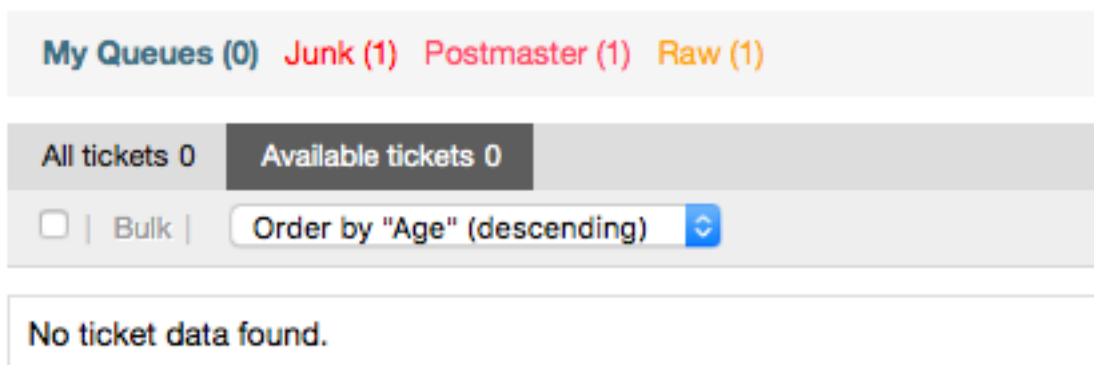 My Queues (0) Junk (1) Postmaster (1) Raw (1)
All tickets 0 Available tickets 0
| Bulk | Order by "Age" (descending)
No ticket data found.